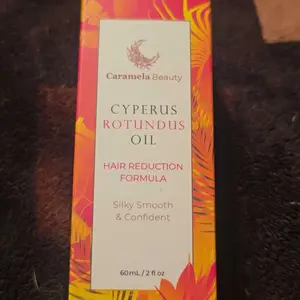 Caramela Beauty
CYPERUS
ROTUNDUS
OIL
HAIR REDUCTION
FORMULA
Silky Smooth
& Confident
60mL / 2 fl oz